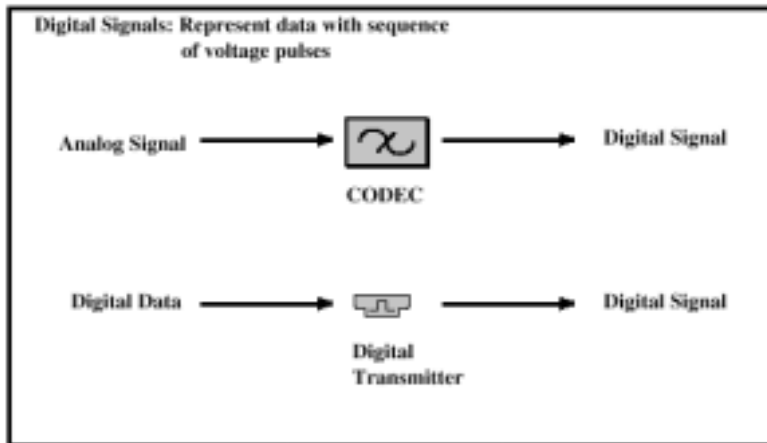 Digital Signals: Represent data with sequence
of voltage pulses
Analog Signal
Digital Signal
CODEC
Digital Data
Digital Signal
Digital
Transmitter